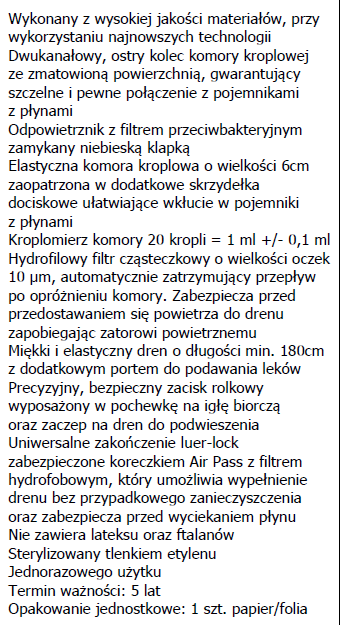 Wykonany z wysokiej jakości materiałów, przy
wykorzystaniu najnowszych technologii
Dwukanałowy, ostry kolec komory kroplowej
ze zmatowioną powierzchnią, gwarantujący
szczelne i pewne połączenie z pojemnikami
z płynami
Odpowietrznik z filtrem przeciwbakteryjnym
zamykany niebieską klapką
Elastyczna komora kroplowa o wielkości 6cm
zaopatrzona w dodatkowe skrzydełka
dociskowe ułatwiające wkłucie w pojemniki
z płynami
Kroplomierz komory 20 kropli = 1 ml +/- 0,1 ml
Hydrofilowy filtr cząsteczkowy o wielkości oczek
10 µm, automatycznie zatrzymujący przepływ
po opróżnieniu komory. Zabezpiecza przed
przedostawaniem się powietrza do drenu
zapobiegając zatorowi powietrznemu
Miękki i elastyczny dren o długości min. 180cm
z dodatkowym portem do podawania leków
Precyzyjny, bezpieczny zacisk rolkowy
wyposażony w pochewkę na igłę biorczą
oraz zaczep na dren do podwieszenia
Uniwersalne zakończenie luer-lock
zabezpieczone koreczkiem Air Pass z filtrem
hydrofobowym, który umożliwia wypełnienie
drenu bez przypadkowego zanieczyszczenia
oraz zabezpiecza przed wyciekaniem płynu
Nie zawiera lateksu oraz ftalanów
Sterylizowany tlenkiem etylenu
Jednorazowego użytku
Termin ważności: 5 lat
Opakowanie jednostkowe: 1 szt. papier/folia